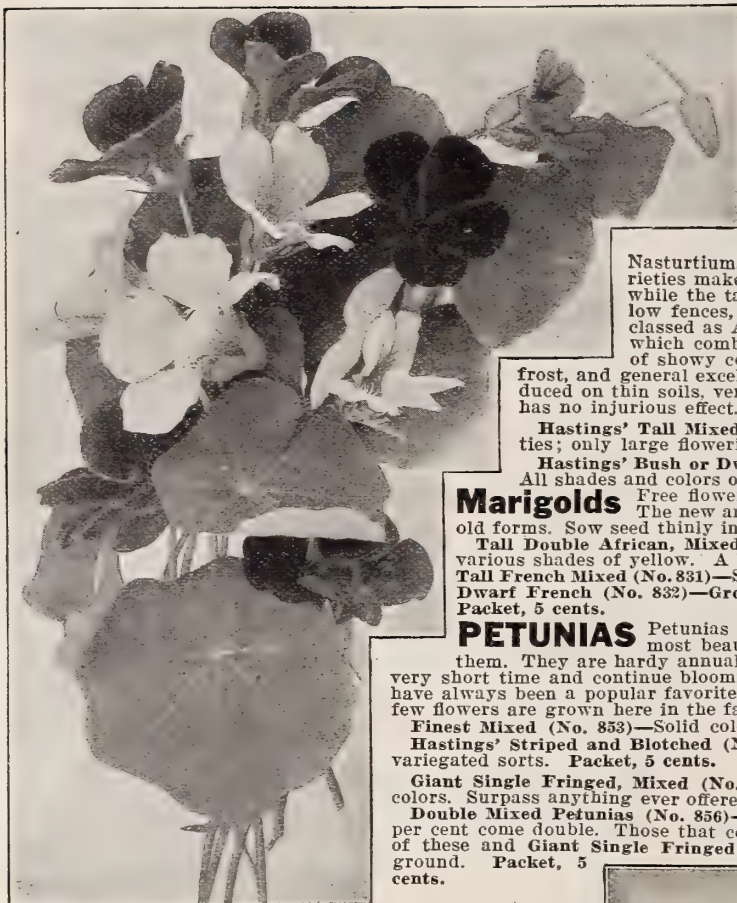 Nasturtium
rieties make
while the ta
low fences,
classed as A
which comb
of showy co
frost, and general excel
duced on thin soils, ver
has no injurious effect.
Hastings' Tall Mixed
ties; only large floweri
Hastings' Bush or Dw
All shades and colors o
Marigolds Free flowe
The new an
old forms. Sow seed thinly in
Tall Double African, Mixed
various shades of yellow. A
Tall French Mixed (No. 831)—S
Dwarf French (No. 832)—Gro
Packet, 5 cents.
PETUNIAS Petunias
most beau
them. They are hardy annual
very short time and continue bloom
have always been a popular favorite
few flowers are grown here in the fa
Finest Mixed (No. 853)—Solid col
Hastings' Striped and Blotched (N
variegated sorts. Packet, 5 cents.
Giant Single Fringed, Mixed (No.
colors. Surpass anything ever offere
Double Mixed Petunias (No. 856)—
per cent come double. Those that co
of these and Giant Single Fringed
ground. Packet, 5
cents.